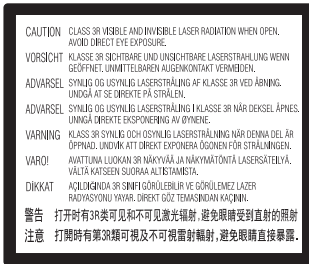 CAUTION CLASS 3R VISIBLE AND INVISIBLE LASER RADIATION WHEN OPEN.
AVOID DIRECT EYE EXPOSURE.
VORSICHT KLASSE 3R SICHTBARE UND UNSICHTBARE LASERSTRAHLUNG WENN
GEÖFFNET. UNMITTELBAREN AUGENKONTAKT VERMEIDEN.
ADVARSEL SYNLIG OG USYNLIG LASERSTRÅLING AF KLASSE 3R VED ÅBNING.
UNDGÅ AT SE DIREKTE PÅ STRÅLEN.
ADVARSEL SYNLIG OG USYNLIG LASERSTRÅLING I KLASSE 3R NÅR DEKSEL ÅPNES.
UNNGÅ DIREKTE EKSPONERING AV ØYNENE.
VARNING KLASS 3R SYNLIG OCH OSYNLIG LASERSTRÅLNING NÄR DENNA DEL ÄR
ÖPPNAD. UNDVIK ATT DIREKT EXPONERA ÖGONEN FÖR STRÅLNINGEN.
VARO! AVATTUNA LUOKAN 3R NÄKYVÄÄ JA NÄKYMÄTÖNTÄ LASERSÄTEILYÄ.
VÄLTÄ KATSEEN SUORAA ALTISTAMISTA.
DİKKAT AÇILDIĞINDA 3R SINIFI GÖRÜLEBİLİR VE GÖRÜLEMEZ LAZER
RADYASYONU YAYAR. DİREKT GÖZ TEMASINDAN KAÇININ.
警告 打开时有3R类可见和不可见激光辐射,避免眼睛受到直射的照射
注意 打開時有第3R類可視及不可視雷射輻射,避免眼睛直接暴露.